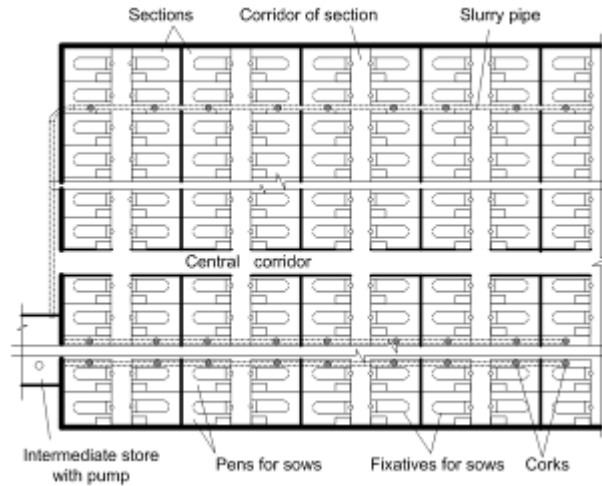 Sections
Corridor of section
Slurry pipe
Central corridor
Intermediate store
with pump
Pens for sows
Fixatives for sows
Corks